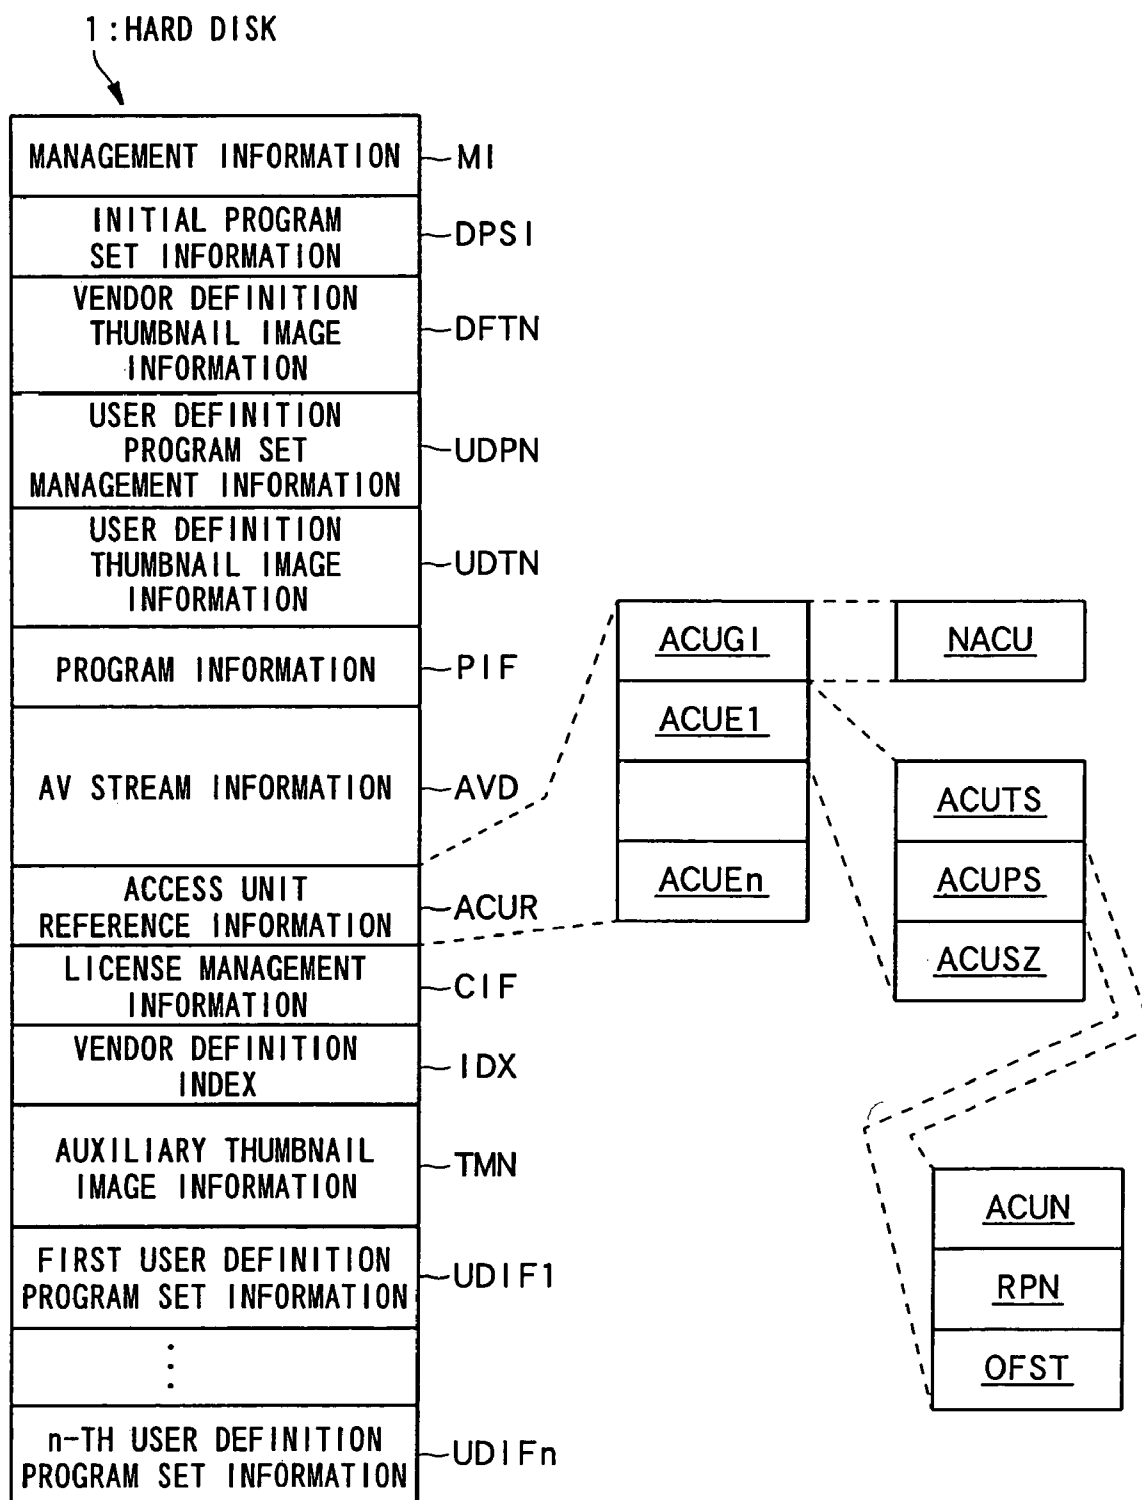 1:HARD DISK
MANAGEMENT INFORMATION
MI
INITIAL PROGRAM
SET INFORMATION
DPSI
VENDOR DEFINITION
THUMBNAIL IMAGE
INFORMATION
DFTN
USER DEFINITION
PROGRAM SET
MANAGEMENT INFORMATION
UDPN
USER DEFINITION
THUMBNAIL IMAGE
INFORMATION
UDTN
PROGRAM INFORMATION
PIF
AV STREAM INFORMATION
AVD
ACCESS UNIT
REFERENCE INFORMATION
ACUR
LICENSE MANAGEMENT
INFORMATION
CIF
VENDOR DEFINITION
INDEX
IDX
AUXILIARY THUMBNAIL
IMAGE INFORMATION
TMN
FIRST USER DEFINITION
PROGRAM SET INFORMATION
UDIF1
n-TH USER DEFINITION
PROGRAM SET INFORMATION
UDIFn
ACUGI
ACUE1
ACUEn
NACU
ACUTS
ACUPS
ACUSZ
ACUN
RPN
OFST